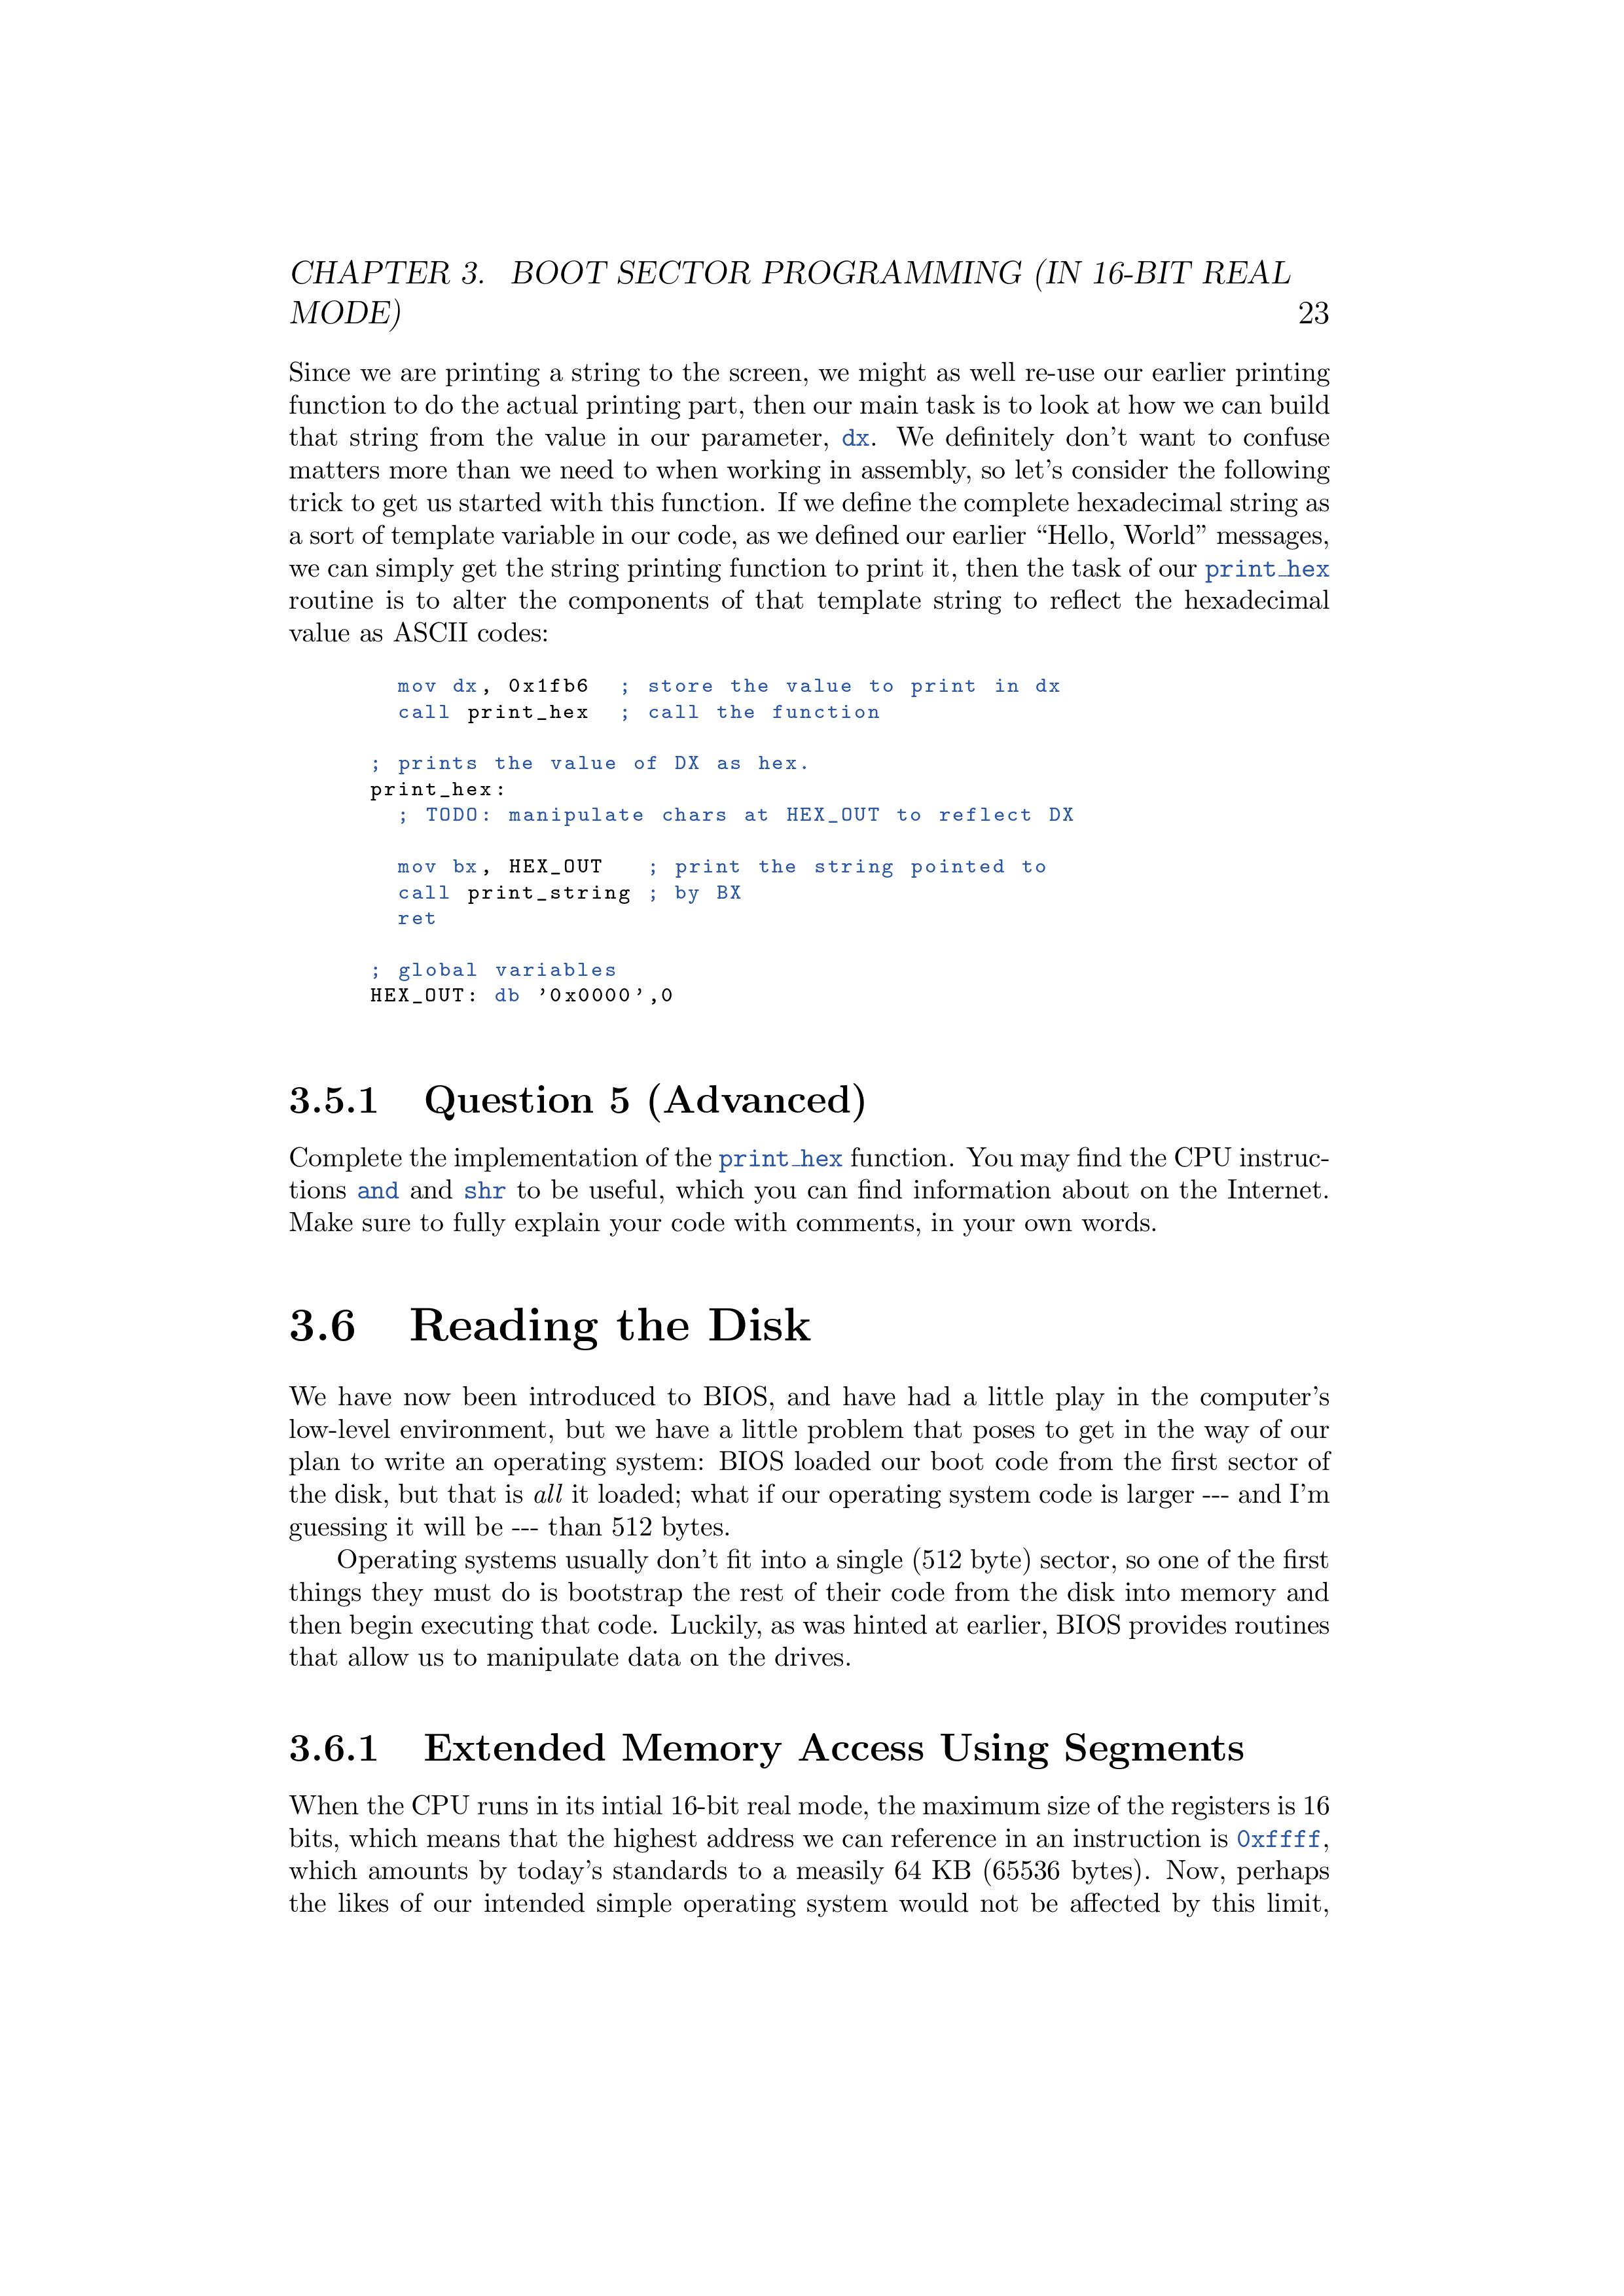 CHAPTER 3. BOOT SECTOR PROGRAMMING (IN 16-BIT REAL
MODE) 23
Since we are printing a string to the screen, we might as well re-use our earlier printing
function to do the actual printing part, then our main task is to look at how we can build
that string from the value in our parameter, dx. We definitely don't want to confuse
matters more than we need to when working in assembly, so let's consider the following
trick to get us started with this function. If we define the complete hexadecimal string as
a sort of template variable in our code, as we defined our earlier “Hello, World” messages,
we can simply get the string printing function to print it, then the task of our print_hex
routine is to alter the components of that template string to reflect the hexadecimal
value as ASCII codes:
mov dx, 0x1fb6 ; store the value to print in dx
call print_hex ; call the function
; prints the value of DX as hex.
print_hex:
; TODO: manipulate chars at HEX_OUT to reflect DX
mov bx, HEX_OUT ; print the string pointed to
call print_string ; by BX
ret
; global variables
HEX_OUT: db ’0x0000’,0
3.5.1 Question 5 (Advanced)
Complete the implementation of the print_hex function. You may find the CPU instruc-
tions and and shr to be useful, which you can find information about on the Internet.
Make sure to fully explain your code with comments, in your own words.
3.6 Reading the Disk
We have now been introduced to BIOS, and have had a little play in the computer's
low-level environment, but we have a little problem that poses to get in the way of our
plan to write an operating system: BIOS loaded our boot code from the first sector of
the disk, but that is all it loaded; what if our operating system code is larger --- and I'm
guessing it will be --- than 512 bytes.
Operating systems usually don't fit into a single (512 byte) sector, so one of the first
things they must do is bootstrap the rest of their code from the disk into memory and
then begin executing that code. Luckily, as was hinted at earlier, BIOS provides routines
that allow us to manipulate data on the drives.
3.6.1 Extended Memory Access Using Segments
When the CPU runs in its intial 16-bit real mode, the maximum size of the registers is 16
bits, which means that the highest address we can reference in an instruction is 0xffff,
which amounts by today's standards to a measily 64 KB (65536 bytes). Now, perhaps
the likes of our intended simple operating system would not be affected by this limit,